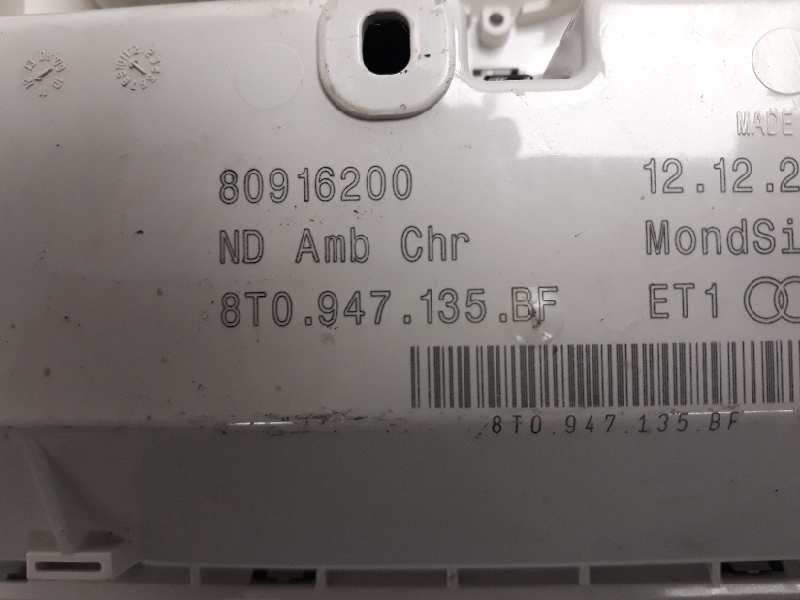 MADE
80916200 12.12.2
ND Amb Chr MondSi
8T0.947.135.BF ET1
8T0.947.135.BF